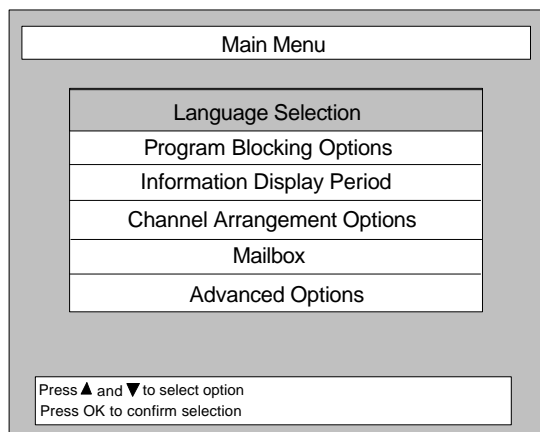 Main Menu
Language Selection
Program Blocking Options
Information Display Period
Channel Arrangement Options
Mailbox
Advanced Options
Press ▲ and ▼ to select option
Press OK to confirm selection